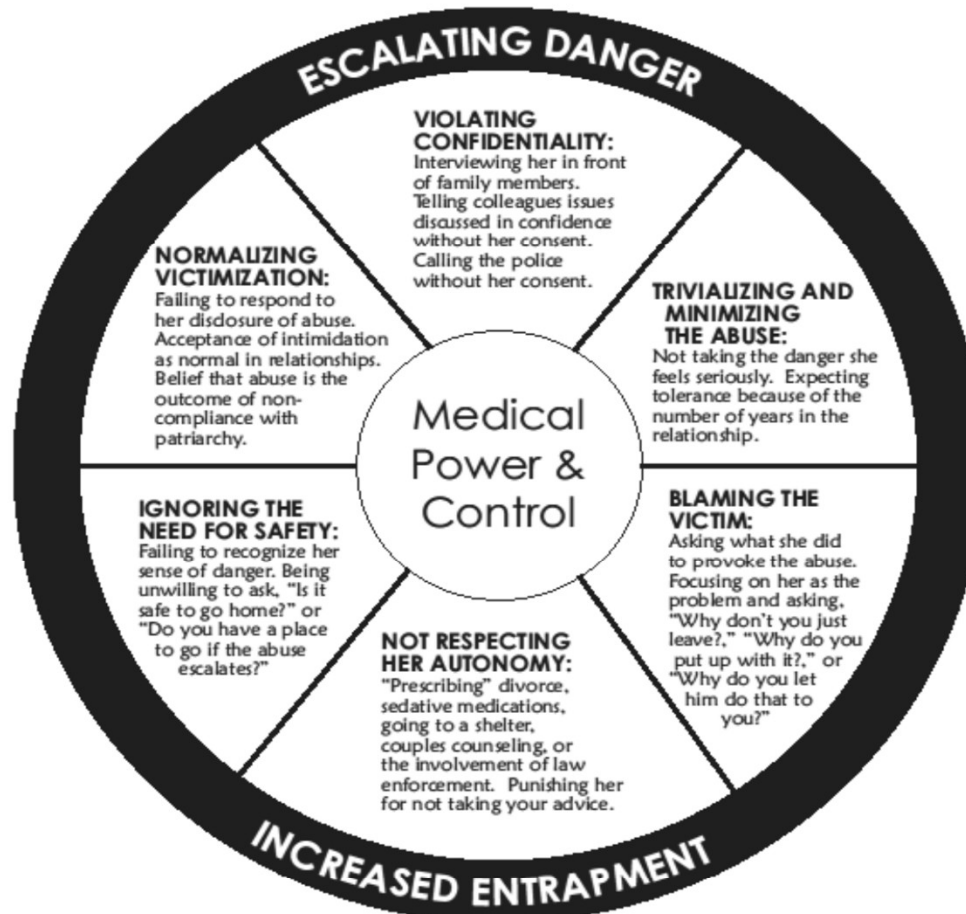 ESCALATING DANGER
VIOLATING
CONFIDENTIALITY:
Interviewing her in front
of family members.
Telling colleagues issues
discussed in confidence
without her consent.
Calling the police
without her consent.
TRIVIALIZING AND
MINIMIZING
THE ABUSE:
Not taking the danger she
feels seriously. Expecting
tolerance because of the
number of years in the
relationship.
BLAMING THE
VICTIM:
Asking what she did
to provoke the abuse.
Focusing on her as the
problem and asking,
“Why don’t you just
leave?,” “Why do you
put up with it?,” or
“Why do you let
him do that to
you?”
NOT RESPECTING
HER AUTONOMY:
“Prescribing” divorce,
sedative medications,
going to a shelter,
couples counseling, or
the involvement of law
enforcement. Punishing her
for not taking your advice.
IGNORING THE
NEED FOR SAFETY:
Failing to recognize her
sense of danger. Being
unwilling to ask, “Is it
safe to go home?” or
“Do you have a place
to go if the abuse
escalates?”
NORMALIZING
VICTIMIZATION:
Failing to respond to
her disclosure of abuse.
Acceptance of intimidation
as normal in relationships.
Belief that abuse is the
outcome of non-
compliance with
patriarchy.
Medical
Power &
Control
INCREASED ENTRAPMENT